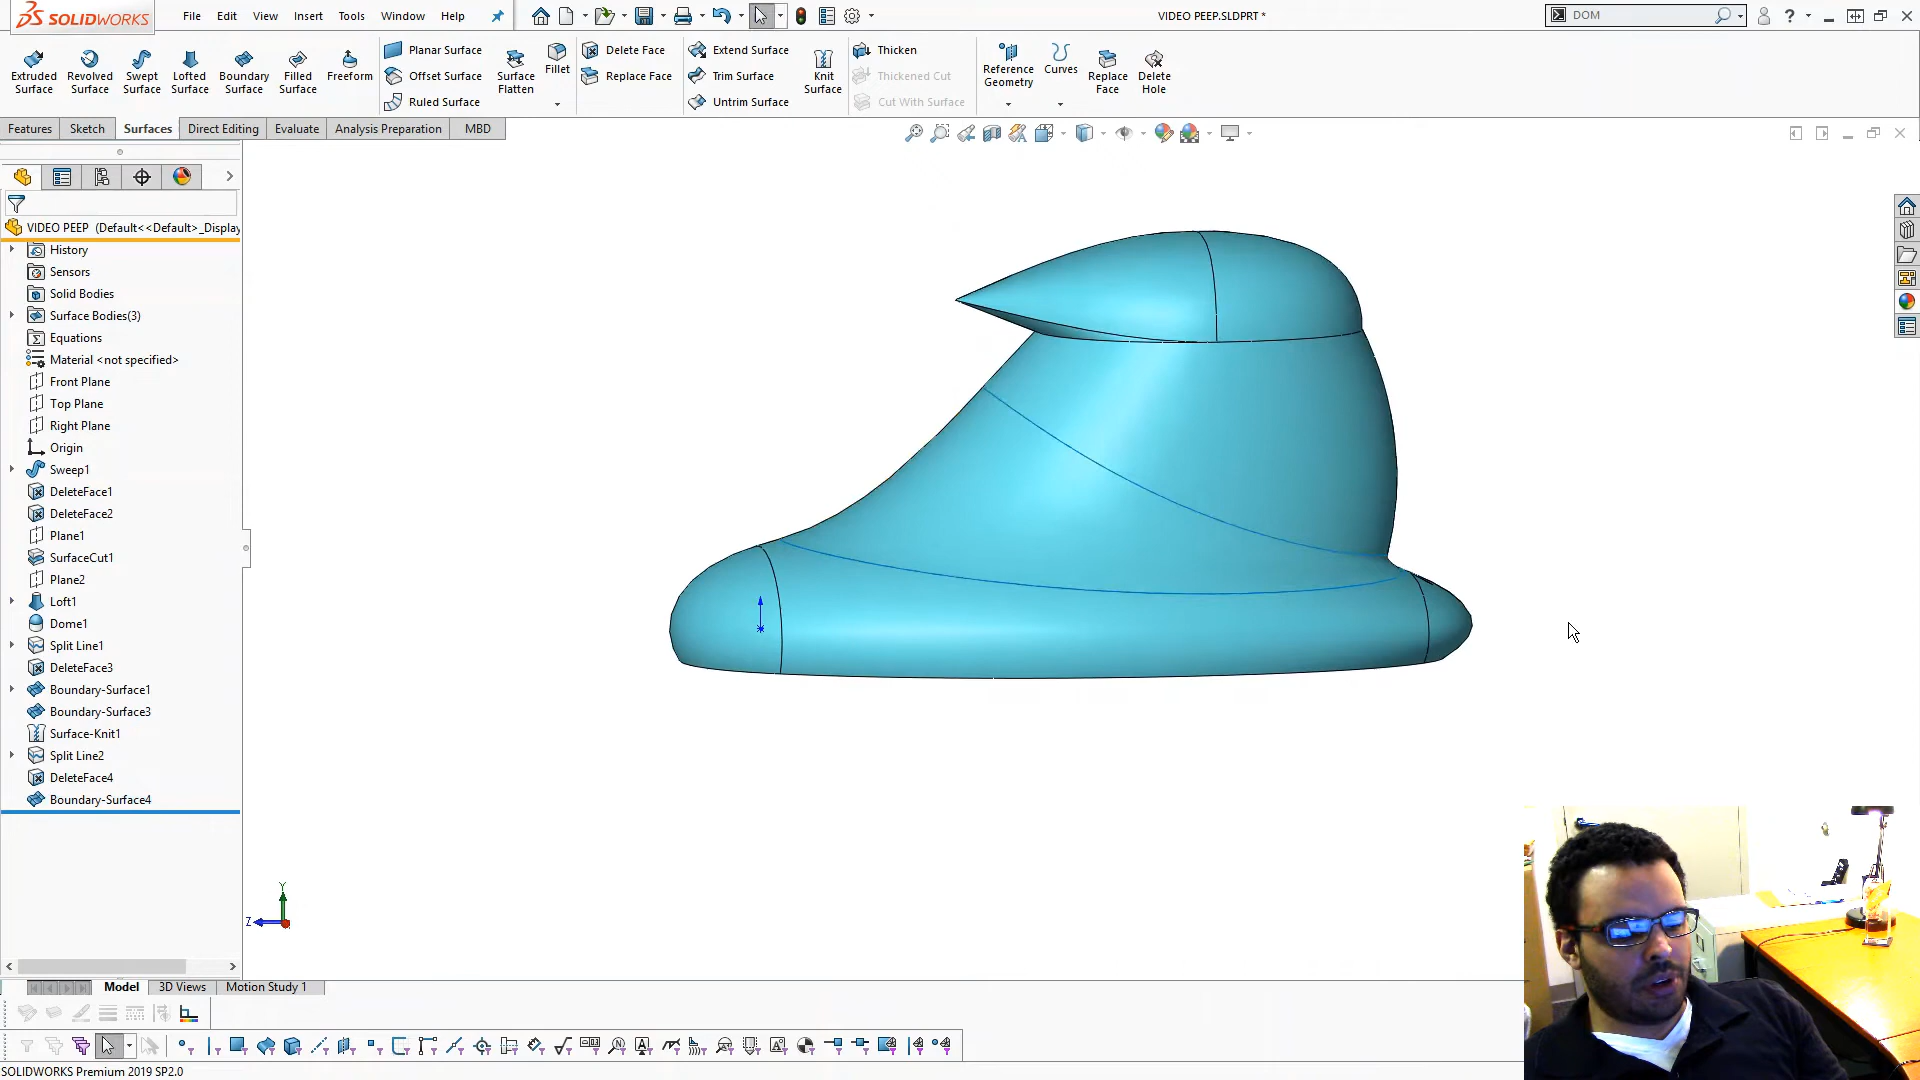 SOLIDWORKS
File Edit View Insert Tools Window Help
VIDEO PEEP.SLDPRT *
DOM
Extruded Surface
Revolved Surface
Swept Surface
Lofted Surface
Boundary Surface
Filled Surface
Freeform
Planar Surface
Offset Surface
Ruled Surface
Surface Flatten
Fillet
Delete Face
Replace Face
Extend Surface
Trim Surface
Untrim Surface
Knit Surface
Thicken
Thickened Cut
Cut With Surface
Reference Geometry
Curves
Replace Face
Delete Hole
Features Sketch Surfaces Direct Editing Evaluate Analysis Preparation MBD
VIDEO PEEP (Default<<Default>_Display
History
Sensors
Solid Bodies
Surface Bodies(3)
Equations
Material <not specified>
Front Plane
Top Plane
Right Plane
Origin
Sweep1
DeleteFace1
DeleteFace2
Plane1
SurfaceCut1
Plane2
Loft1
Dome1
Split Line1
DeleteFace3
Boundary-Surface1
Boundary-Surface3
Surface-Knit1
Split Line2
DeleteFace4
Boundary-Surface4
Y
Z
Model 3D Views Motion Study 1
SOLIDWORKS Premium 2019 SP2.0